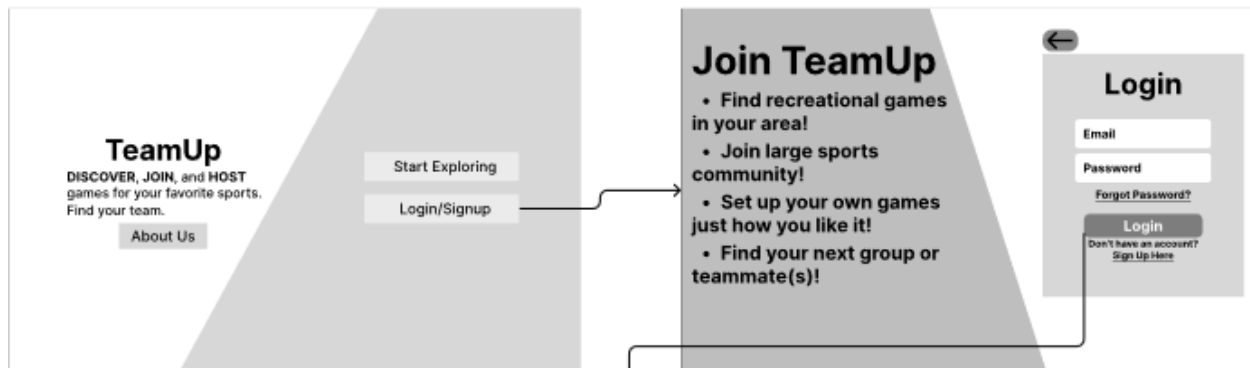 TeamUp
DISCOVER, JOIN, and HOST
games for your favorite sports.
Find your team.
About Us
Start Exploring
Login/Signup
Join TeamUp
• Find recreational games
in your area!
• Join large sports
community!
• Set up your own games
just how you like it!
• Find your next group or
teammate(s)!
Login
Email
Password
Forgot Password?
Login
Don't have an account?
Sign Up Here